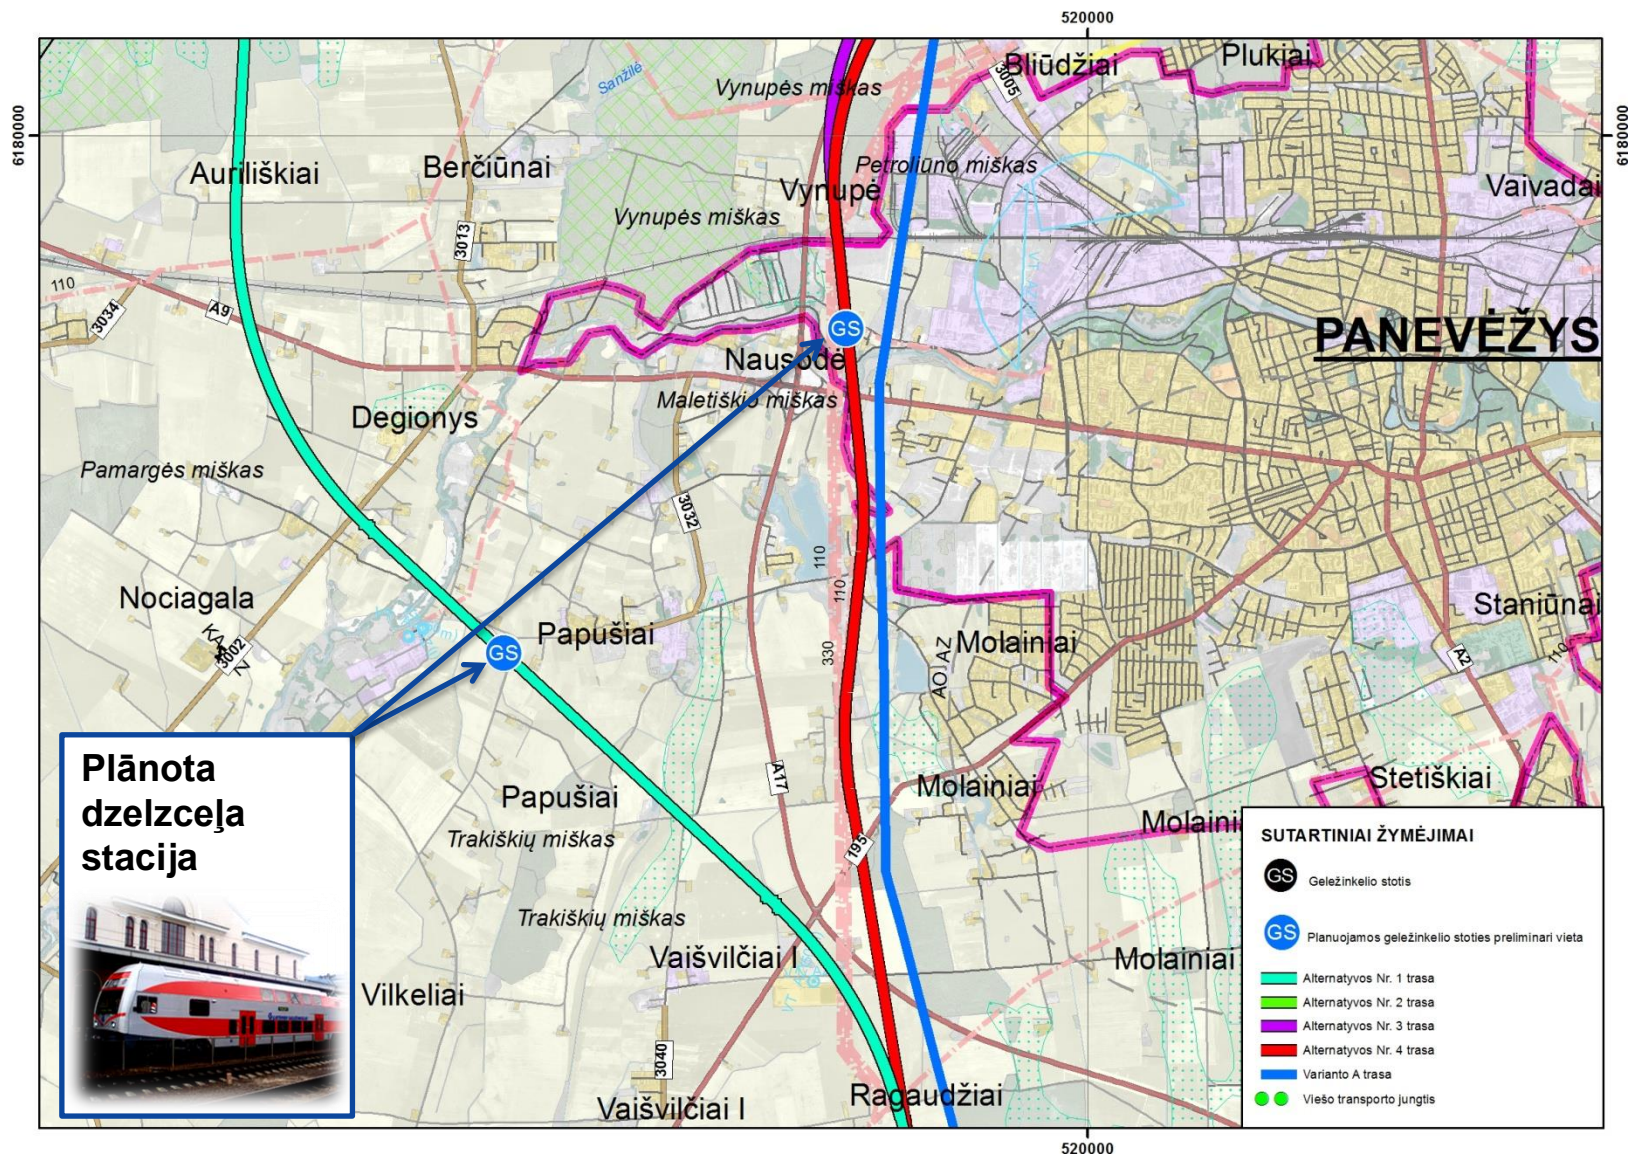 520000
Bliūdžiai
Plukiai
Sanžilė
Vynupės miškas
3005
6180000
6180000
Auriliškiai
Berčiūnai
Petroliūno miškas
Vynupė
Vaivadai
Vynupės miškas
3013
110
3034
A9
GS
PANEVĖŽYS
Nausodė
Maletiškio miškas
Degionys
Pamargės miškas
3032
110
110
Nociagala
3002
Papušiai
GS
330
Molainiai
Staniūnai
A2
110
Plānota
dzelzceļa
stacija
A17
Papušiai
Molainiai
Stetiškiai
Trakiškių miškas
195
Trakiškių miškas
Vaišvilčiai I
Molainiai
Vilkeliai
3040
Vaišvilčiai I
Ragaudžiai
SUTARTINIAI ŽYMĖJIMAI
GS Geležinkelio stotis
GS Planuojamos geležinkelio stoties preliminari vieta
Alternatyvos Nr. 1 trasa
Alternatyvos Nr. 2 trasa
Alternatyvos Nr. 3 trasa
Alternatyvos Nr. 4 trasa
Varianto A trasa
Viešo transporto jungtis
520000